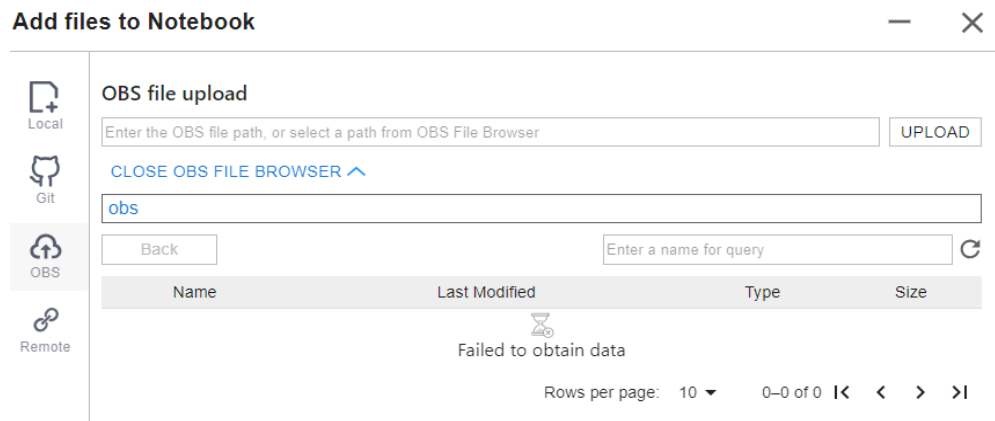 Add files to Notebook
Local
Git
OBS
Remote
OBS file upload
Enter the OBS file path, or select a path from OBS File Browser
UPLOAD
CLOSE OBS FILE BROWSER
obs
Back
Enter a name for query
Name Last Modified Type Size
Failed to obtain data
Rows per page: 10 0–0 of 0